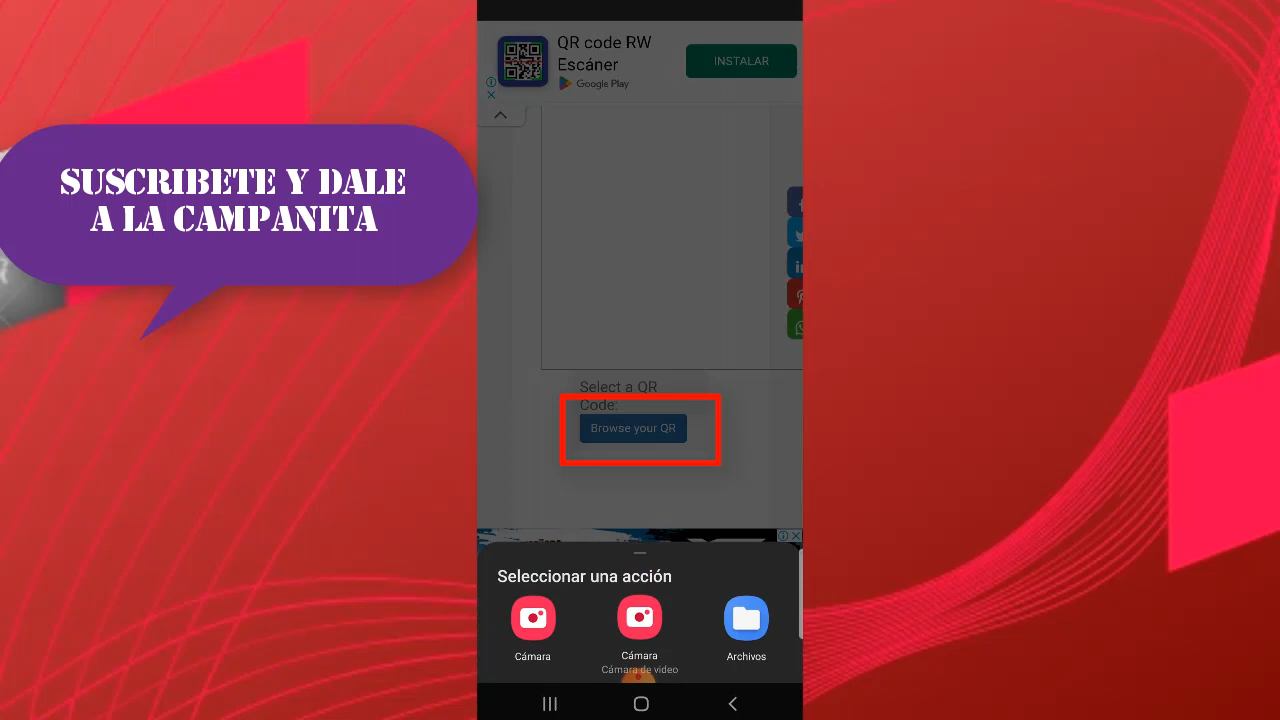 SUSCRIBETE Y DALE
A LA CAMPANITA
QR code RW
Escáner
Google Play
INSTALAR
Select a QR
Code:
Browse your QR
Seleccionar una acción
Cámara
Cámara
Cámara de video
Archivos